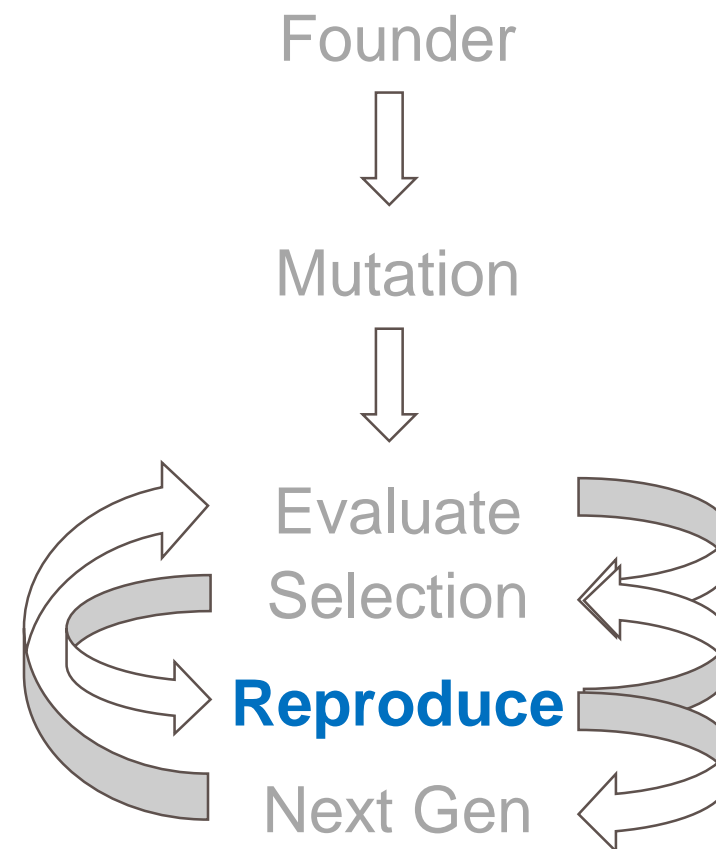 Founder
Mutation
Evaluate
Selection
Reproduce
Next Gen